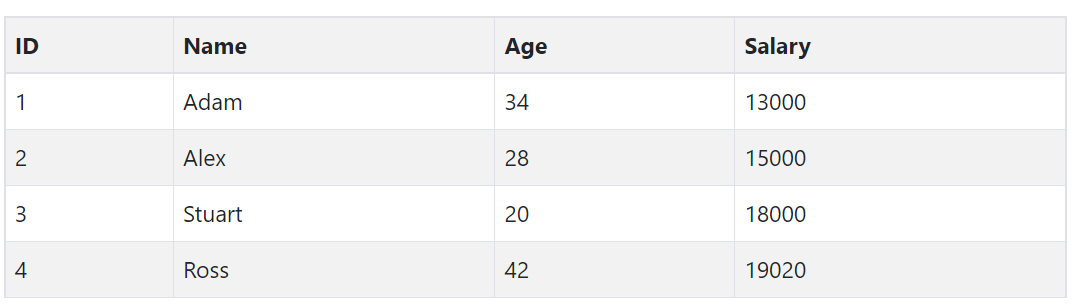 ID Name Age Salary
1 Adam 34 13000
2 Alex 28 15000
3 Stuart 20 18000
4 Ross 42 19020